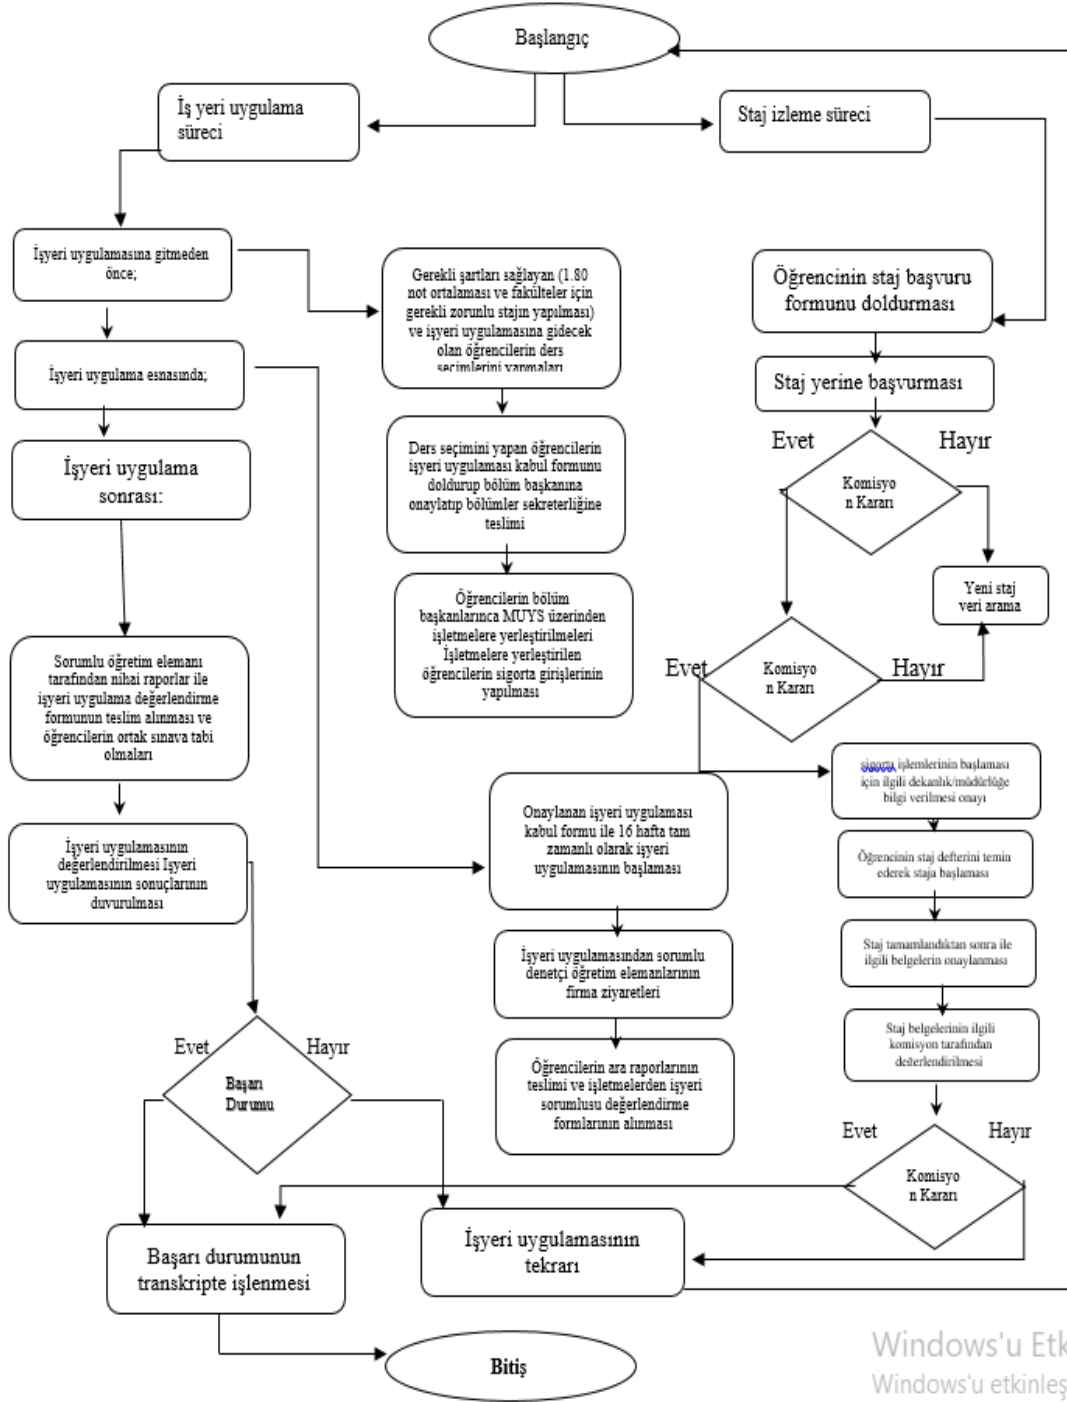 Başlangıç
İş yeri uygulama
süreci
Staj izleme süreci
İşyeri uygulamasına gitmeden
önce;
Gerekli şartları sağlayan (1.80
not ortalaması ve fakülteler için
gerekli zorunlu stajın yapılması)
ve işyeri uygulamasına gidecek
olan öğrencilerin ders
seçimlerini yapmaları
Öğrencinin staj başvuru
formunu doldurması
İşyeri uygulama esnasında;
Staj yerine başvurması
İşyeri uygulama
sonrası:
Ders seçimini yapan öğrencilerin
işyeri uygulaması kabul formunu
doldurup bölüm başkanına
onaylatıp bölümler sekreterliğine
teslimi
Evet
Hayır
Komisyo
n Kararı
Yeni staj
veri arama
Öğrencilerin bölüm
başkanlarınca MUYS üzerinden
işletmelere yerleştirilmeleri
İşletmelere yerleştirilen
öğrencilerin sigorta girişlerinin
yapılması
Evet
Komisyo
n Kararı
Hayır
Sorumlu öğretim elemanı
tarafından nihai raporlar ile
işyeri uygulama değerlendirme
formunun teslim alınması ve
öğrencilerin ortak sınava tabi
olmaları
sigorta işlemlerinin başlaması
için ilgili dekanlık/müdürlüğe
bilgi verilmesi onayı
Onaylanan işyeri uygulaması
kabul formu ile 16 hafta tam
zamanlı olarak işyeri
uygulamasının başlaması
İşyeri uygulamasının
değerlendirilmesi İşyeri
uygulamasının sonuçlarının
duyurulması
Öğrencinin staj defterini temin
ederek staja başlaması
İşyeri uygulamasından sorumlu
denetçi öğretim elemanlarının
firma ziyaretleri
Staj tamamlandıktan sonra ile
ilgili belgelerin onaylanması
Staj belgelerinin ilgili
komisyon tarafından
değerlendirilmesi
Evet
Hayır
Başarı
Durumu
Öğrencilerin ara raporlarının
teslimi ve işletmelerden işyeri
sorumlusu değerlendirme
formlarının alınması
Evet
Hayır
Komisyo
n Kararı
Başarı durumunun
transkripte işlenmesi
İşyeri uygulamasının
tekrarı
Bitiş
Windows'u Etk
Windows'u etkinleş